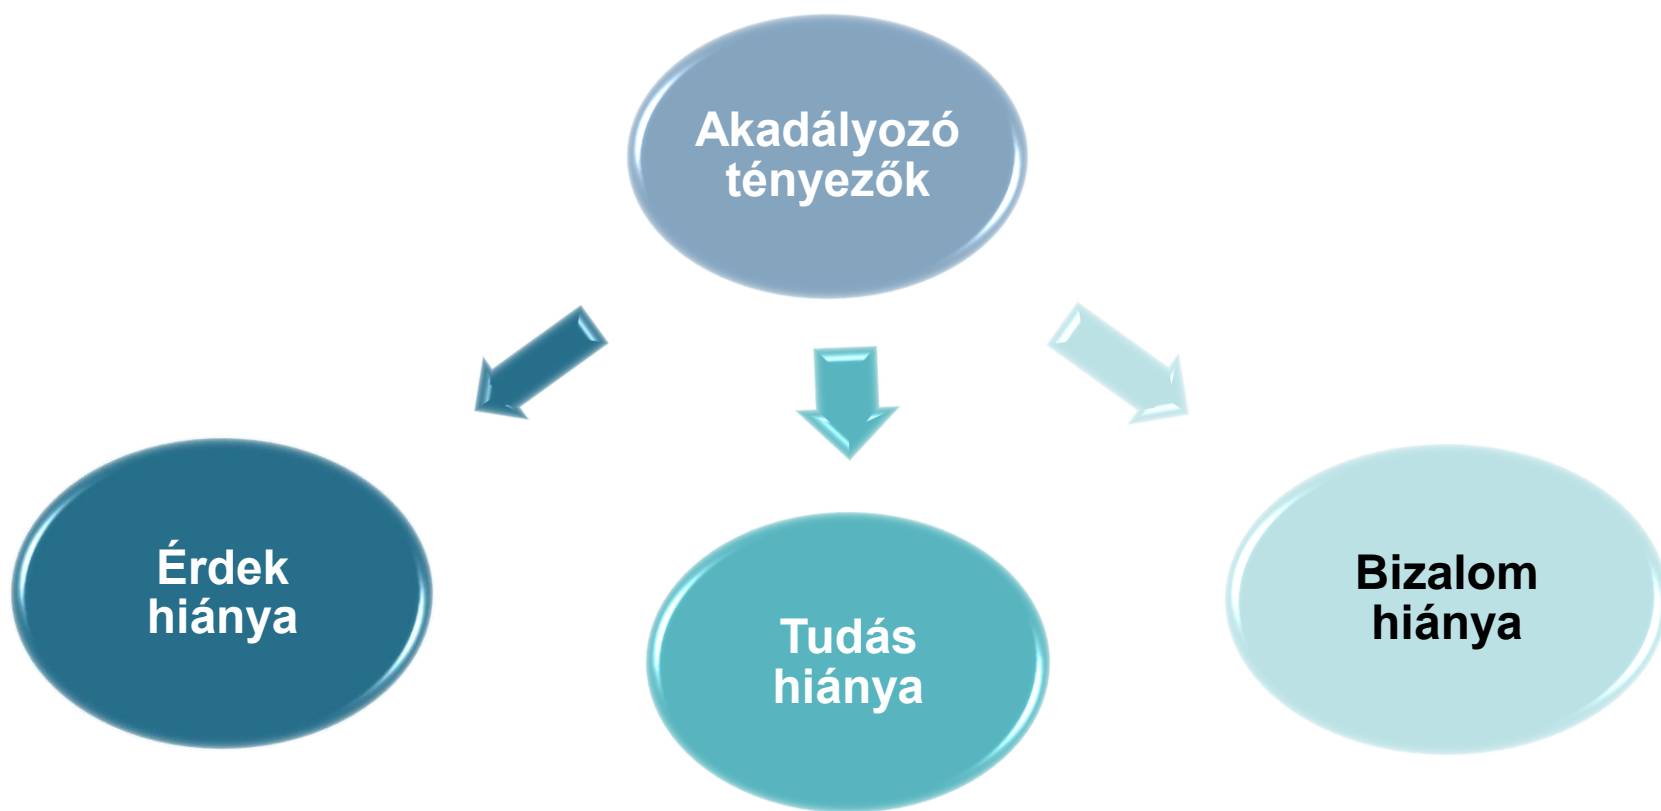 Akadályozó
tényezők
Érdek
hiánya
Tudás
hiánya
Bizalom
hiánya